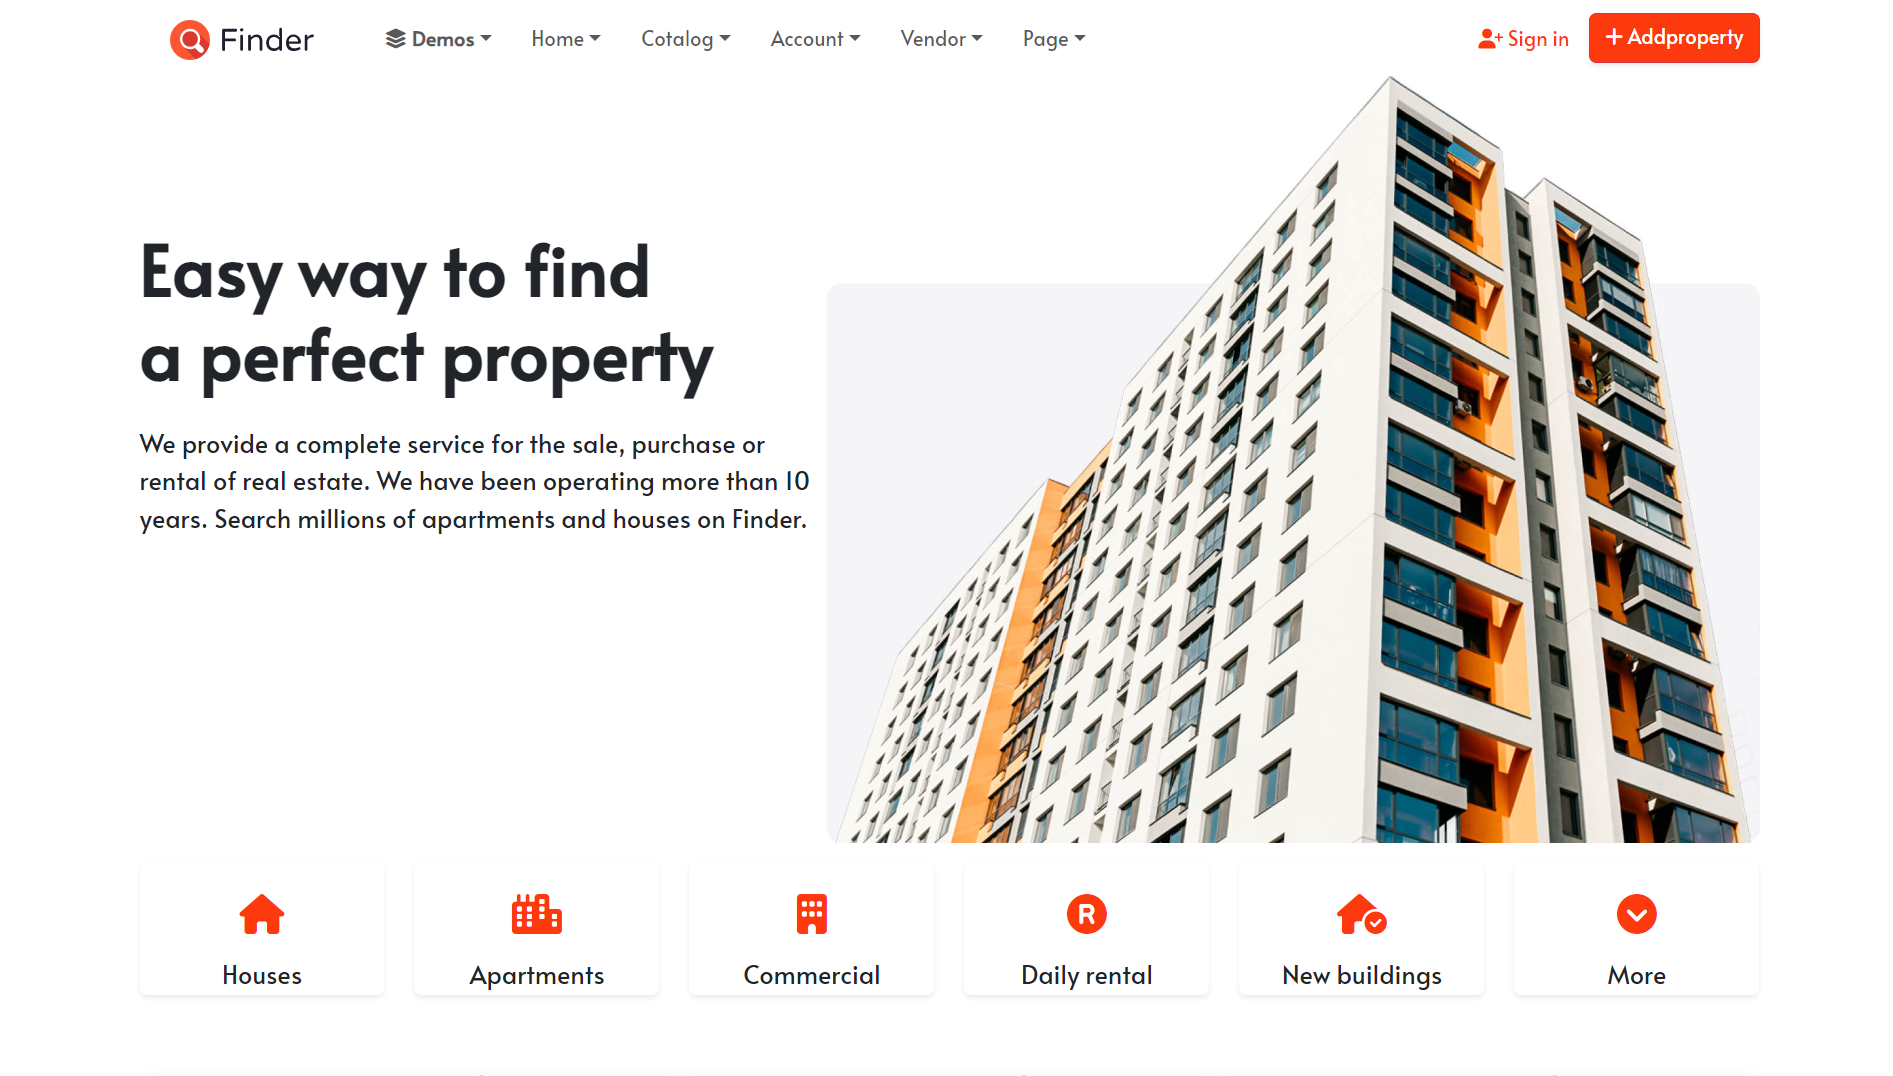 Finder
Demos
Home
Cotalog
Account
Vendor
Page
Sign in
Addproperty
Easy way to find
a perfect property
We provide a complete service for the sale, purchase or
rental of real estate. We have been operating more than 10
years. Search millions of apartments and houses on Finder.
R
Houses
Apartments
Commercial
Daily rental
New buildings
More